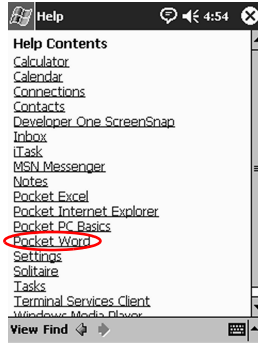 Help 4:54
Help Contents
Calculator
Calendar
Connections
Contacts
Developer One ScreenSnap
Inbox
iTask
MSN Messenger
Notes
Pocket Excel
Pocket Internet Explorer
Pocket PC Basics
Pocket Word
Settings
Solitaire
Tasks
Terminal Services Client
Windows Media Player
View Find